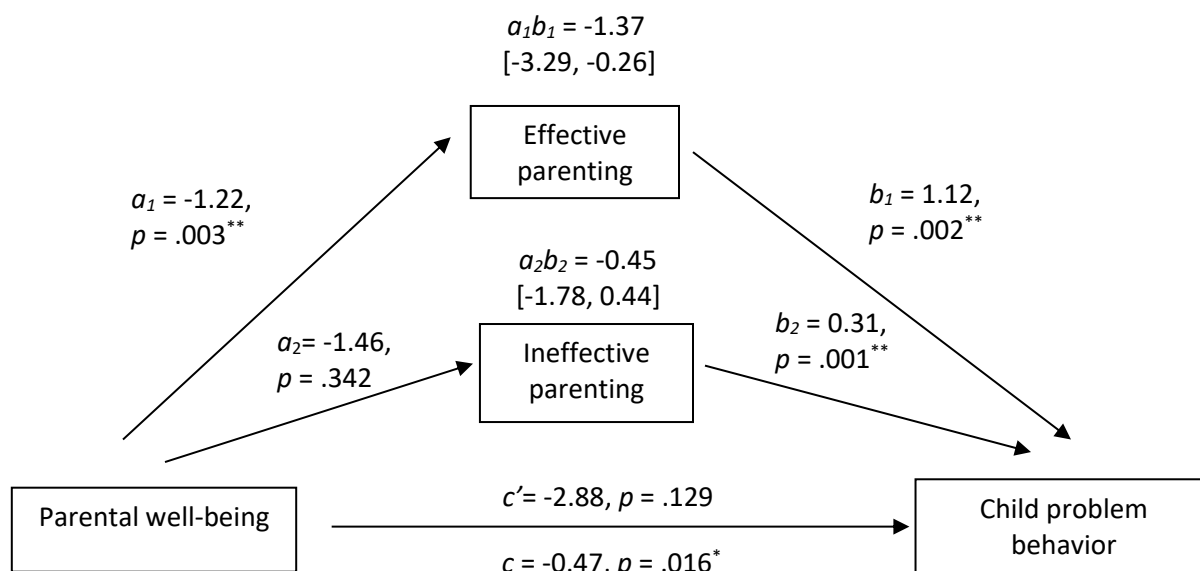 a₁b₁ = -1.37
[-3.29, -0.26]
Effective
parenting
a₁ = -1.22,
p = .003**
b₁ = 1.12,
p = .002**
a₂b₂ = -0.45
[-1.78, 0.44]
a₂= -1.46,
p = .342
Ineffective
parenting
b₂ = 0.31,
p = .001**
Parental well-being
c’= -2.88, p = .129
c = -0.47, p = .016*
Child problem
behavior